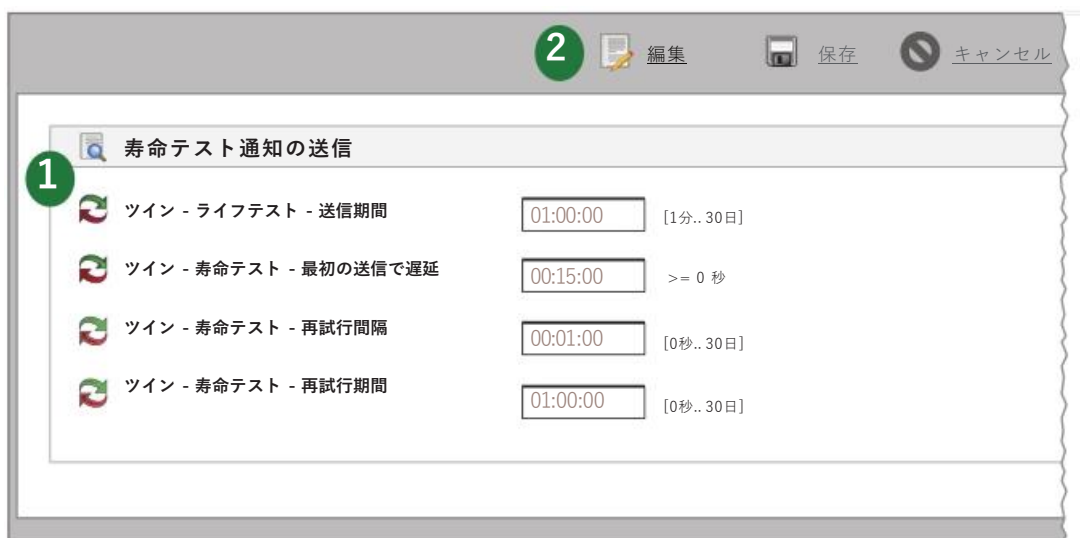 2 編集 保存 キャンセル
寿命テスト通知の送信
1
ツイン - ライフテスト - 送信期間 01:00:00 [1分.. 30日]
ツイン - 寿命テスト - 最初の送信で遅延 00:15:00 >= 0 秒
ツイン - 寿命テスト - 再試行間隔 00:01:00 [0秒.. 30日]
ツイン - 寿命テスト - 再試行期間 01:00:00 [0秒.. 30日]